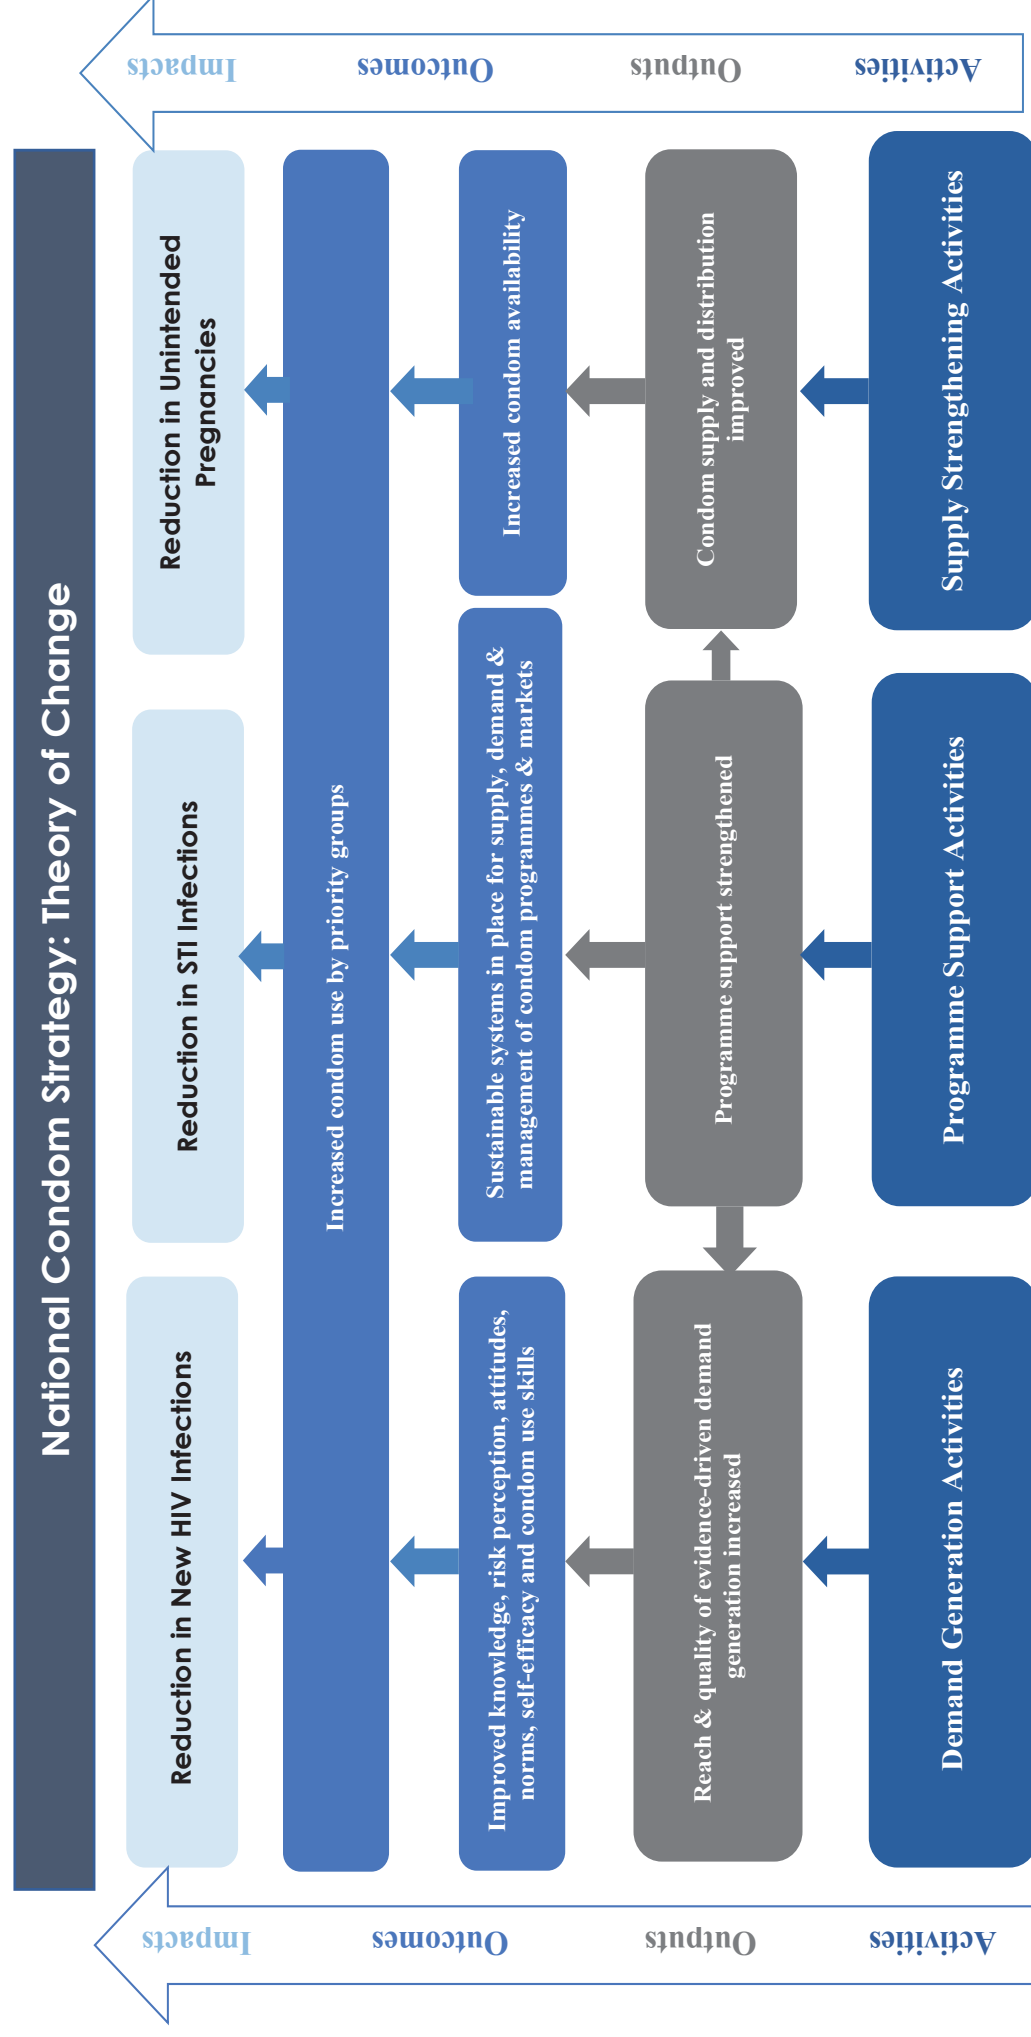 National Condom Strategy: Theory of Change
Impacts
Outcomes
Outputs
Activities
Reduction in New HIV Infections
Reduction in STI Infections
Reduction in Unintended
Pregnancies
Increased condom use by priority groups
Improved knowledge, risk perception, attitudes,
norms, self-efficacy and condom use skills
Sustainable systems in place for supply, demand &
management of condom programmes & markets
Increased condom availability
Reach & quality of evidence-driven demand
generation increased
Programme support strengthened
Condom supply and distribution
improved
Demand Generation Activities
Programme Support Activities
Supply Strengthening Activities
Impacts
Outcomes
Outputs
Activities